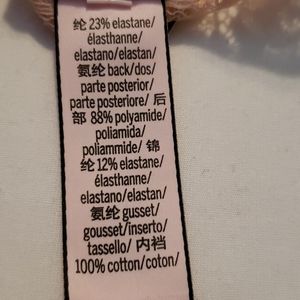 纶 23% elastane/
élasthanne/
elastano/elastan/
氨纶 back/dos/
parte posterior/
parte posteriore/ 后
部 88% polyamide/
poliamida/
poliammide/ 锦
纶 12% elastane/
élasthanne/
elastano/elastan/
氨纶 gusset/
gousset/inserto/
tassello/ 内裆
100% cotton/coton/